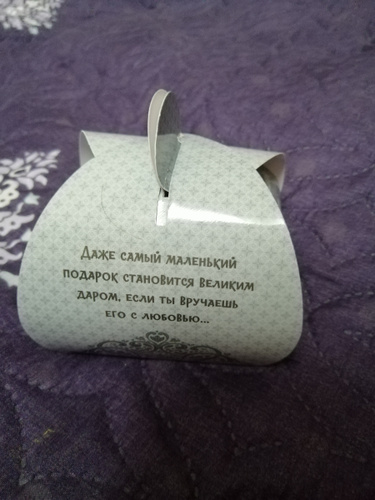 Даже самый маленький
подарок становится великим
даром, если ты вручаешь
его с любовью...